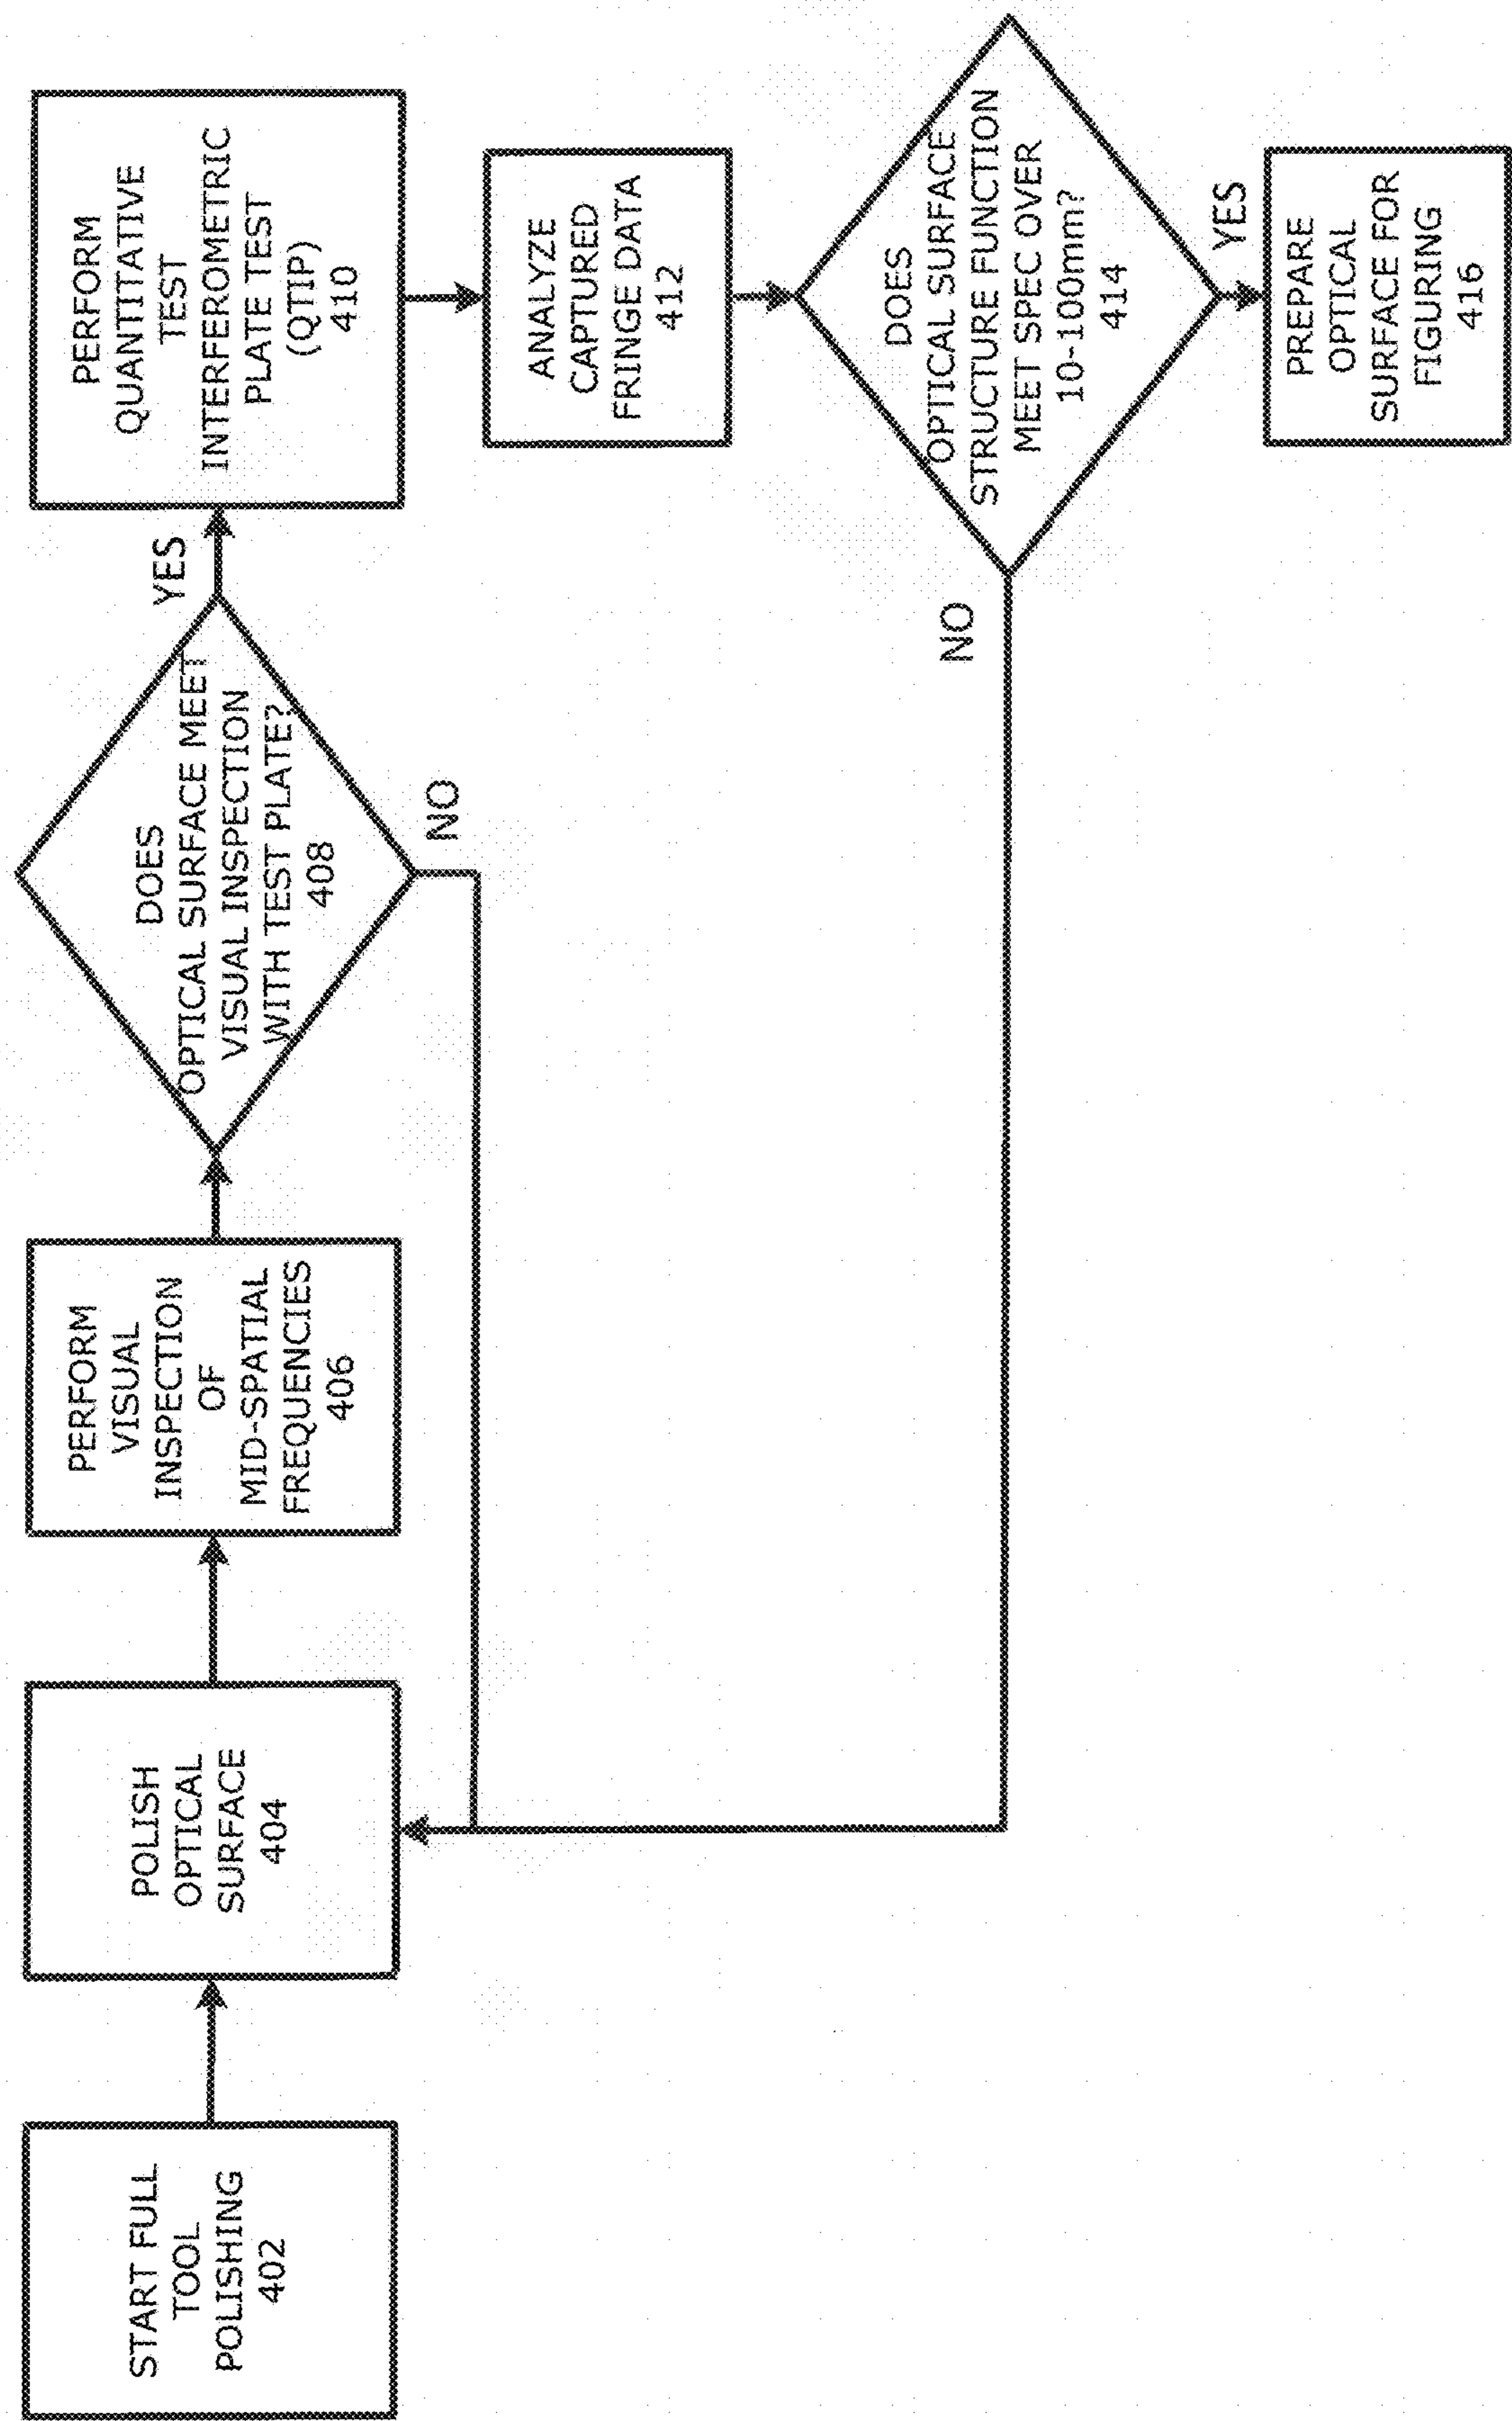 START FULL
TOOL
POLISHING
402
POLISH
OPTICAL
SURFACE
404
PERFORM
VISUAL
INSPECTION
OF
MID-SPATIAL
FREQUENCIES
406
DOES
OPTICAL SURFACE MEET
VISUAL INSPECTION
WITH TEST PLATE?
408
YES
NO
PERFORM
QUANTITATIVE
TEST
INTERFEROMETRIC
PLATE TEST
(QTIP)
410
ANALYZE
CAPTURED
FRINGE DATA
412
DOES
OPTICAL SURFACE
STRUCTURE FUNCTION
MEET SPEC OVER
10-100mm?
414
NO
YES
PREPARE
OPTICAL
SURFACE FOR
FIGURING
416